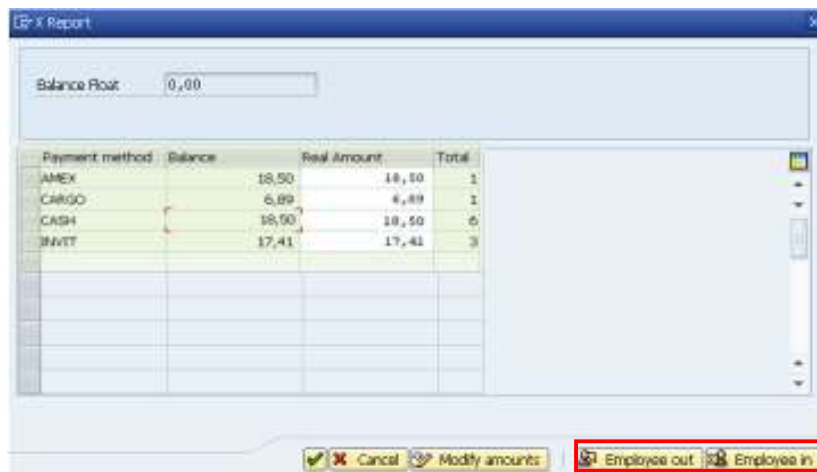 X Report
Balance Float 0,00
Payment method Balance Real Amount Total
AMEX 18,50 18,50 1
CARGO 6,89 6,89 1
CASH 18,50 18,50 6
INVIT 17,41 17,41 3
Cancel Modify amounts Employee out Employee in